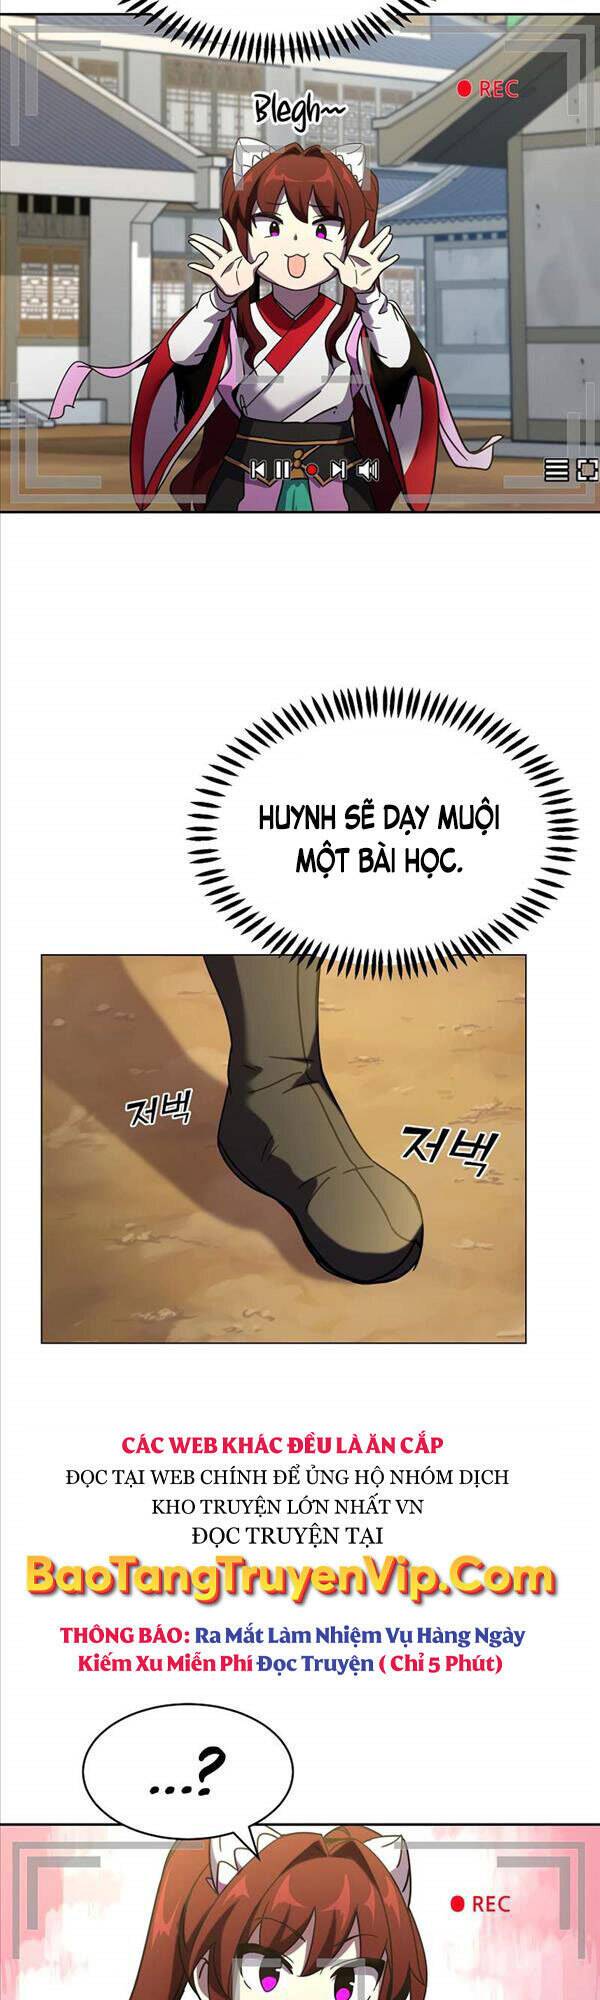 REC
Blegh~~
HUYNH SẼ DẠY MUỘI
MỘT BÀI HỌC.
저벅
저벅
CÁC WEB KHÁC ĐỀU LÀ ĂN CẮP
ĐỌC TẠI WEB CHÍNH ĐỂ ỦNG HỘ NHÓM DỊCH
KHO TRUYỆN LỚN NHẤT VN
ĐỌC TRUYỆN TẠI
BaoTangTruyenVip.Com
THÔNG BÁO: Ra Mắt Làm Nhiệm Vụ Hàng Ngày
Kiếm Xu Miễn Phí Đọc Truyện ( Chỉ 5 Phút)
...?
REC